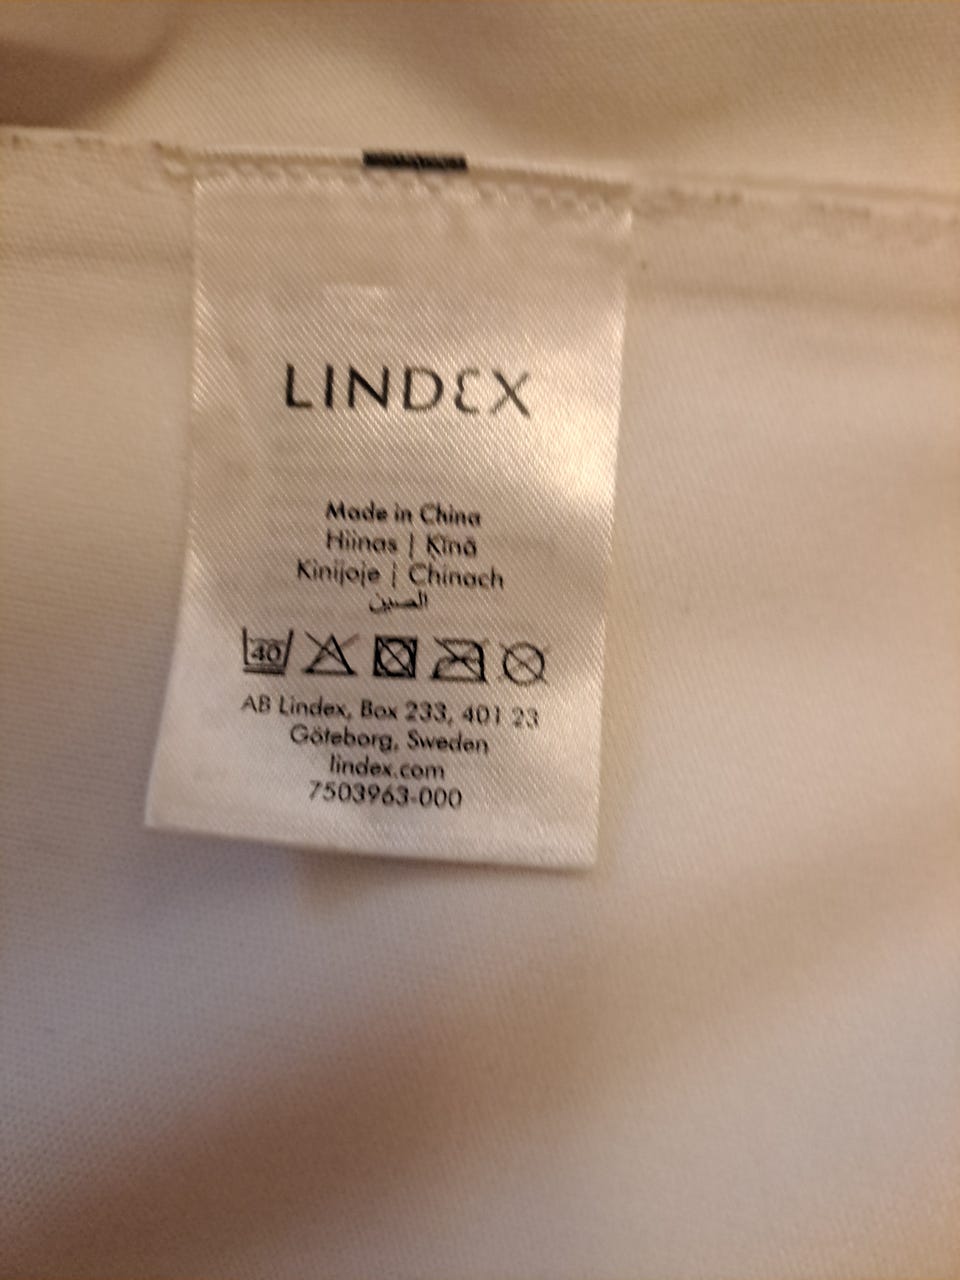 LINDEX
Made in China
Hiinas | Ķīnā
Kinijoje | Chinach
الصين
40
AB Lindex, Box 233, 401 23
Göteborg, Sweden
lindex.com
7503963-000